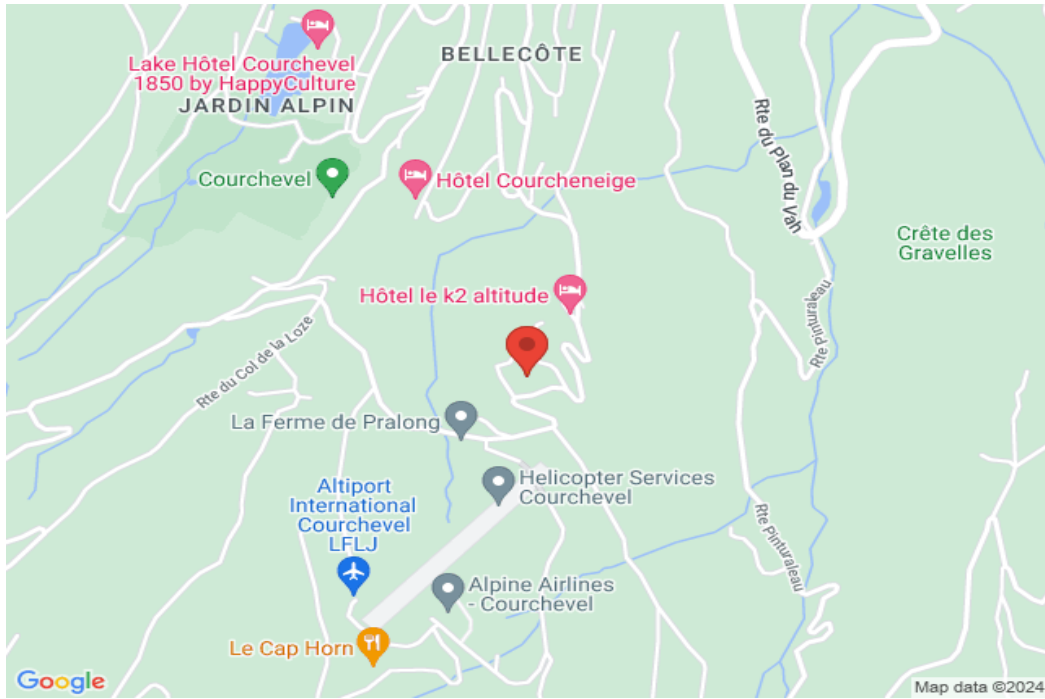 Lake Hôtel Courchevel
1850 by HappyCulture
BELLECÔTE
JARDIN ALPIN
Rte du Plan du Vah
Courchevel
Hôtel Courcheneige
Crête des
Gravelles
Hôtel le k2 altitude
Rte pinturaleau
Rte du Col de la Loze
La Ferme de Pralong
Helicopter Services
Courchevel
Altiport
International
Courchevel
LFLJ
Rte Pinturaleau
Alpine Airlines
- Courchevel
Le Cap Horn
Google
Map data ©2024